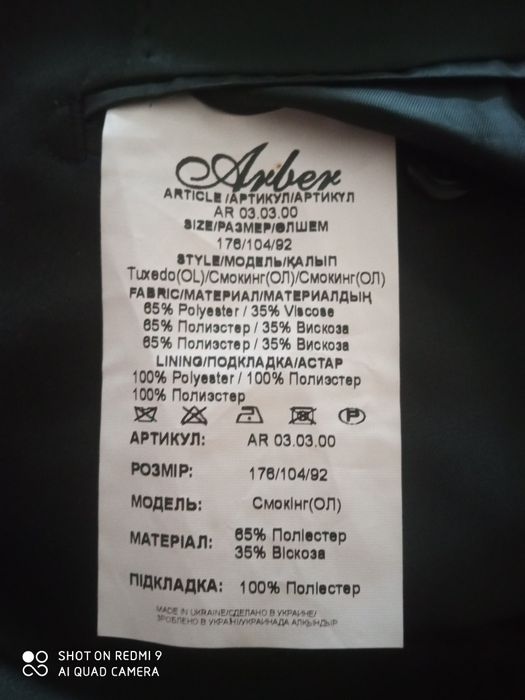 Arber
ARTICLE/АРТИКУЛ/АРТИКУЛ
AR 03.03.00
SIZE/РАЗМЕР/ӨЛШЕМ
176/104/92
STYLE/МОДЕЛЬ/ҚАЛЫП
Tuxedo(OL)/Смокинг(ОЛ)/Смокинг(ОЛ)
FABRIC/МАТЕРИАЛ/МАТЕРИАЛДЫҢ
65% Polyester / 35% Viscose
65% Полиэстер / 35% Вискоза
65% Полиэстер / 35% Вискоза
LINING/ПОДКЛАДКА/АСТАР
100% Polyester / 100% Полиэстер
100% Полиэстер
P
АРТИКУЛ: AR 03.03.00
РОЗМІР: 176/104/92
МОДЕЛЬ: Смокінг(ОЛ)
МАТЕРІАЛ: 65% Поліестер
35% Віскоза
ПІДКЛАДКА: 100% Поліестер
MADE IN UKRAINE/СДЕЛАНО В УКРАИНЕ/
ЗРОБЛЕНО В УКРАЇНІ/УКРАИНАДА АЛҚЫНДЫР
SHOT ON REDMI 9
AI QUAD CAMERA